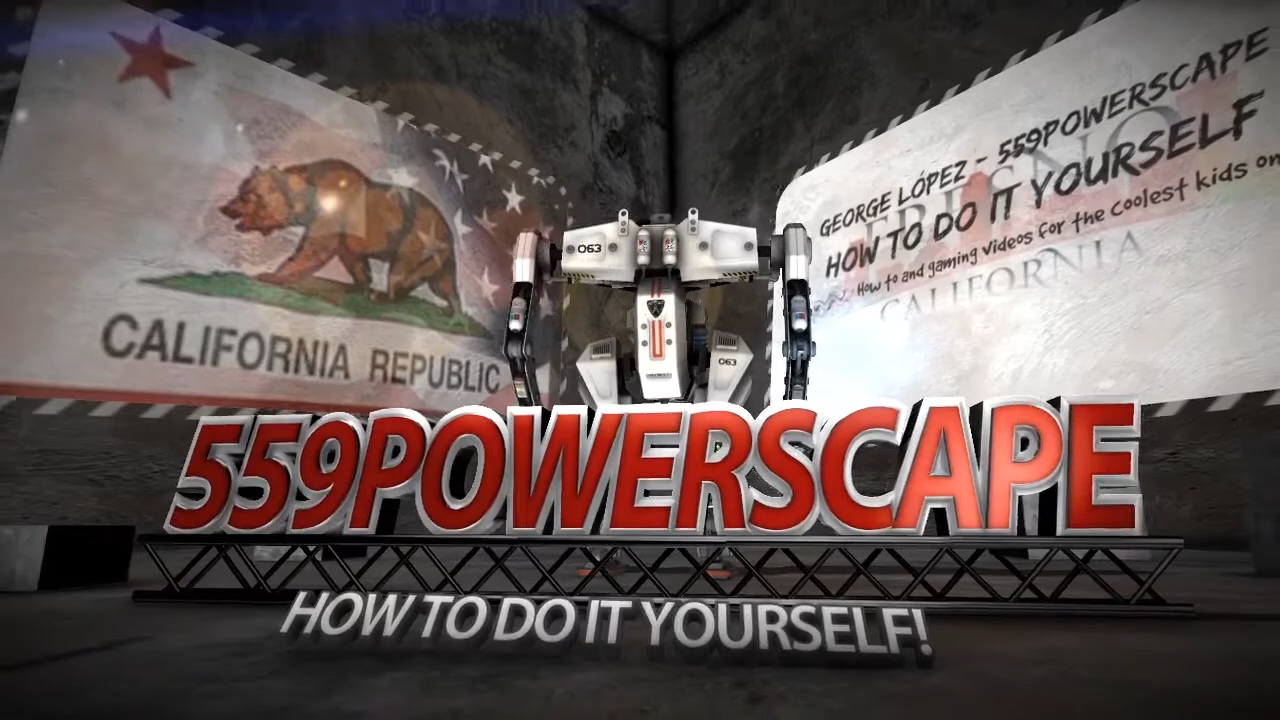 CALIFORNIA REPUBLIC
GEORGE LÓPEZ - 559POWERSCAPE
HOW TO DO IT YOURSELF
How to and gaming videos for the coolest kids on
FRESNO
CALIFORNIA
063
063
559POWERSCAPE
HOW TO DO IT YOURSELF!